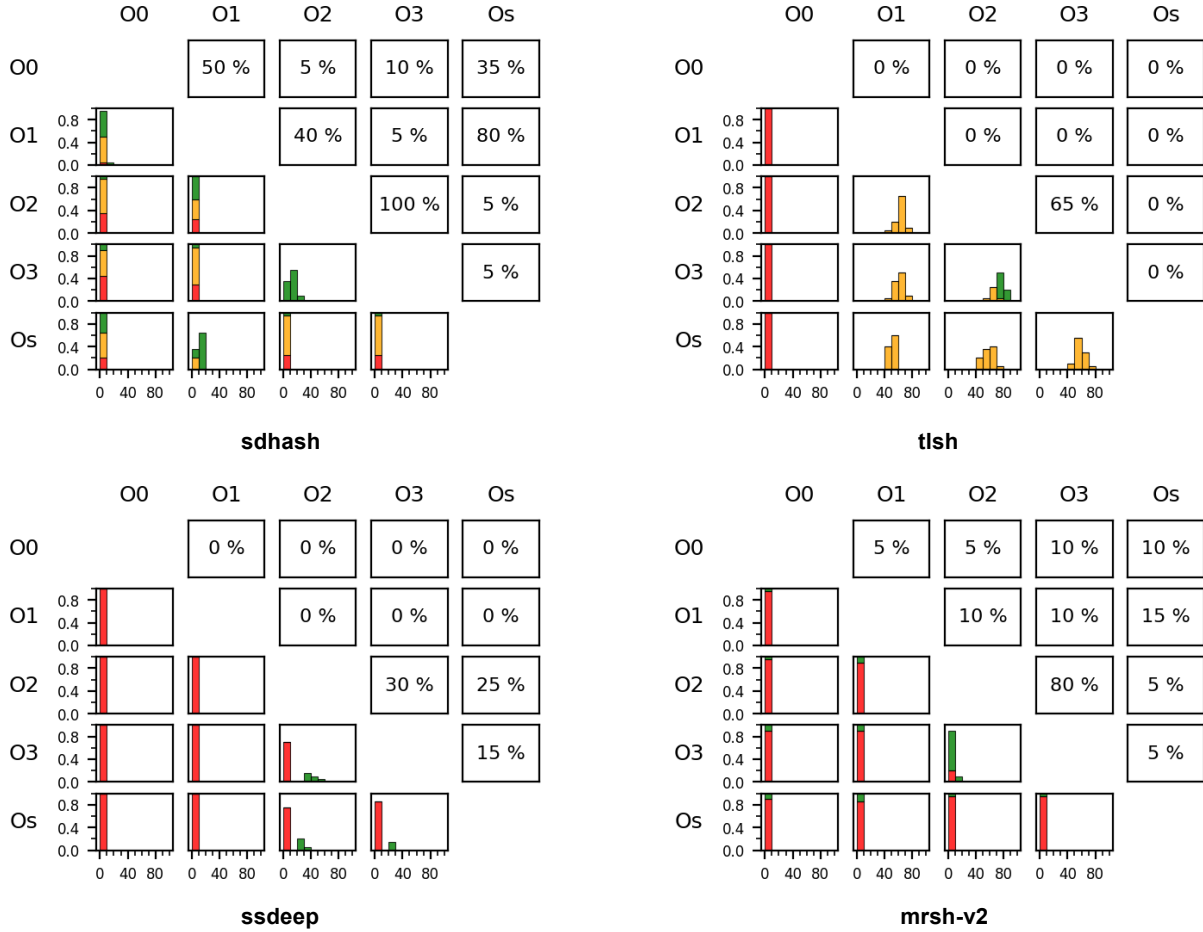 O0 O1 O2 O3 Os
O0 50 % 5 % 10 % 35 %
O1 0.8 0.4 0.0 40 % 5 % 80 %
O2 0.8 0.4 0.0 100 % 5 %
O3 0.8 0.4 0.0 5 %
Os 0.8 0.4 0.0
0 40 80 0 40 80 0 40 80 0 40 80
sdhash
O0 O1 O2 O3 Os
O0 0 % 0 % 0 % 0 %
O1 0.8 0.4 0.0 0 % 0 % 0 %
O2 0.8 0.4 0.0 65 % 0 %
O3 0.8 0.4 0.0 0 %
Os 0.8 0.4 0.0
0 40 80 0 40 80 0 40 80 0 40 80
tlsh
O0 O1 O2 O3 Os
O0 0 % 0 % 0 % 0 %
O1 0.8 0.4 0.0 0 % 0 % 0 %
O2 0.8 0.4 0.0 30 % 25 %
O3 0.8 0.4 0.0 15 %
Os 0.8 0.4 0.0
0 40 80 0 40 80 0 40 80 0 40 80
ssdeep
O0 O1 O2 O3 Os
O0 5 % 5 % 10 % 10 %
O1 0.8 0.4 0.0 10 % 10 % 15 %
O2 0.8 0.4 0.0 80 % 5 %
O3 0.8 0.4 0.0 5 %
Os 0.8 0.4 0.0
0 40 80 0 40 80 0 40 80 0 40 80
mrsh-v2